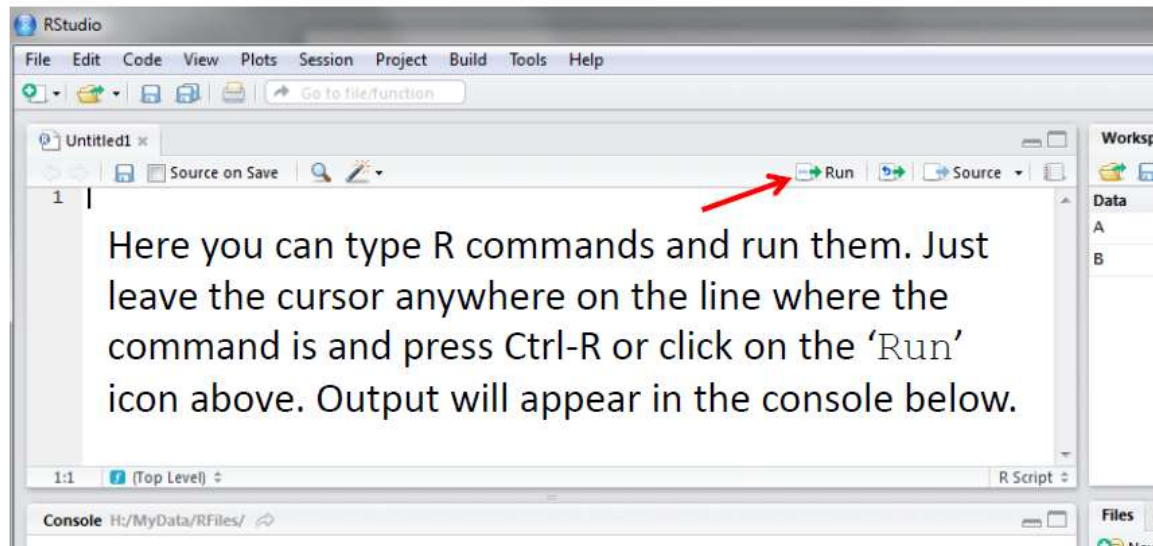 RStudio
File Edit Code View Plots Session Project Build Tools Help
Go to file/function
Untitled1
Source on Save Run Source
1
Here you can type R commands and run them. Just
leave the cursor anywhere on the line where the
command is and press Ctrl-R or click on the ‘Run’
icon above. Output will appear in the console below.
1:1 (Top Level) R Script
Console H:/MyData/RFiles/
Worksp
Data
A
B
Files